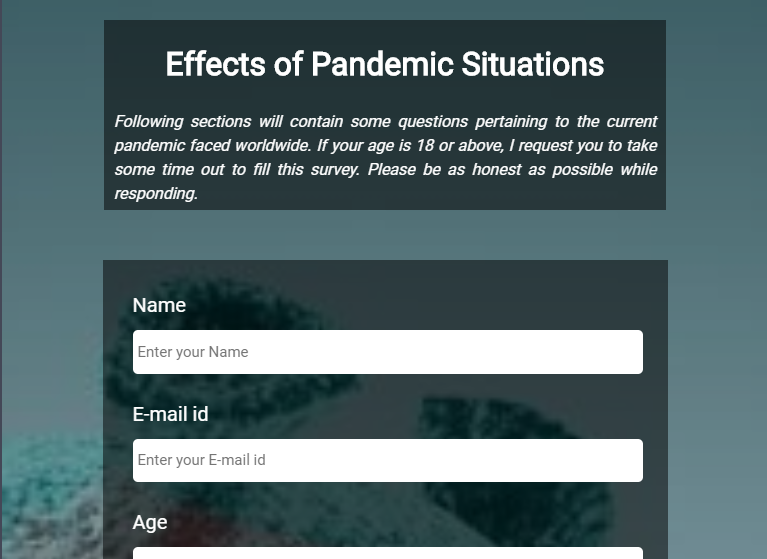 Effects of Pandemic Situations
Following sections will contain some questions pertaining to the current
pandemic faced worldwide. If your age is 18 or above, I request you to take
some time out to fill this survey. Please be as honest as possible while
responding.
Name
Enter your Name
E-mail id
Enter your E-mail id
Age